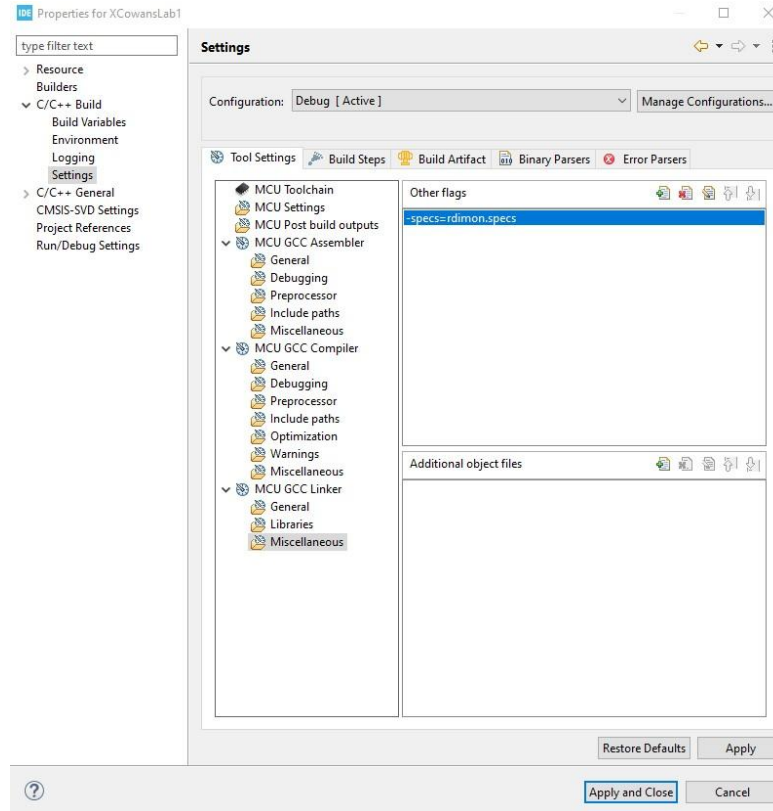 IDE Properties for XCowansLab1
type filter text
Resource
Builders
C/C++ Build
Build Variables
Environment
Logging
Settings
C/C++ General
CMSIS-SVD Settings
Project References
Run/Debug Settings
Settings
Configuration: Debug [ Active ]
Manage Configurations...
Tool Settings
Build Steps
Build Artifact
Binary Parsers
Error Parsers
MCU Toolchain
MCU Settings
MCU Post build outputs
MCU GCC Assembler
General
Debugging
Preprocessor
Include paths
Miscellaneous
MCU GCC Compiler
General
Debugging
Preprocessor
Include paths
Optimization
Warnings
Miscellaneous
MCU GCC Linker
General
Libraries
Miscellaneous
Other flags
-specs=rdimon.specs
Additional object files
Restore Defaults
Apply
?
Apply and Close
Cancel